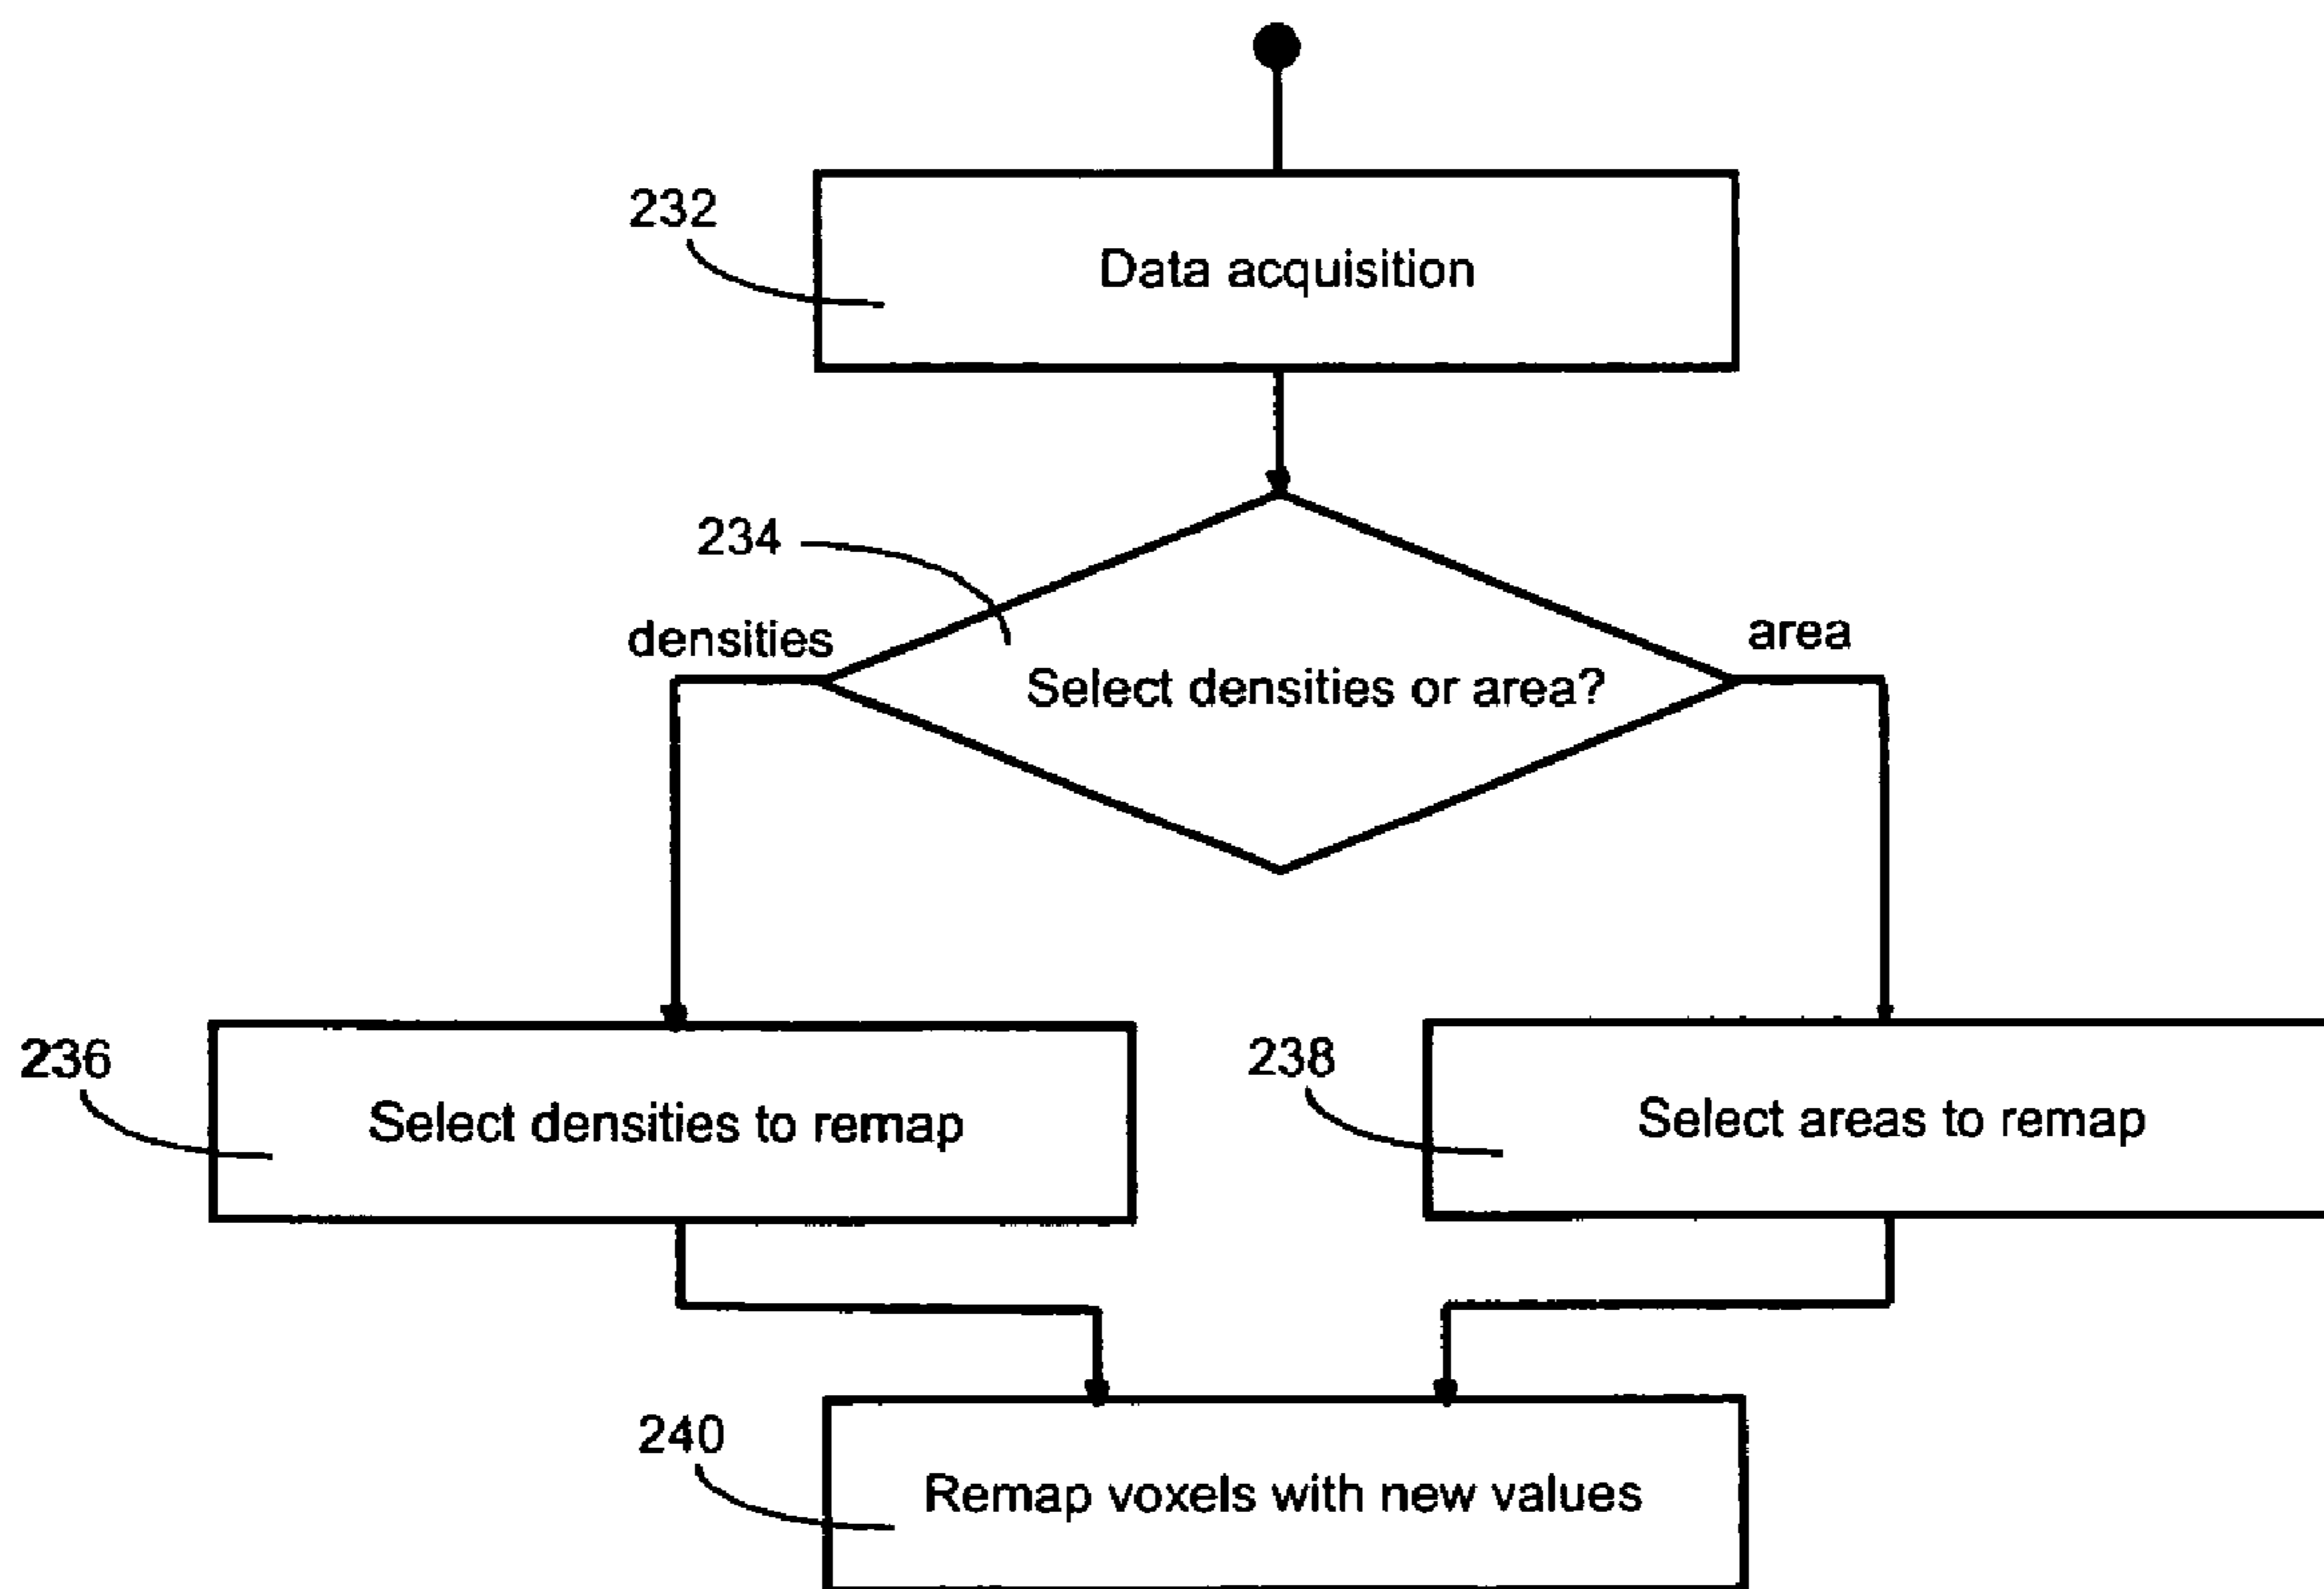 232
Data acquisition
234
densities
area
Select densities or area?
236
Select densities to remap
238
Select areas to remap
240
Remap voxels with new values